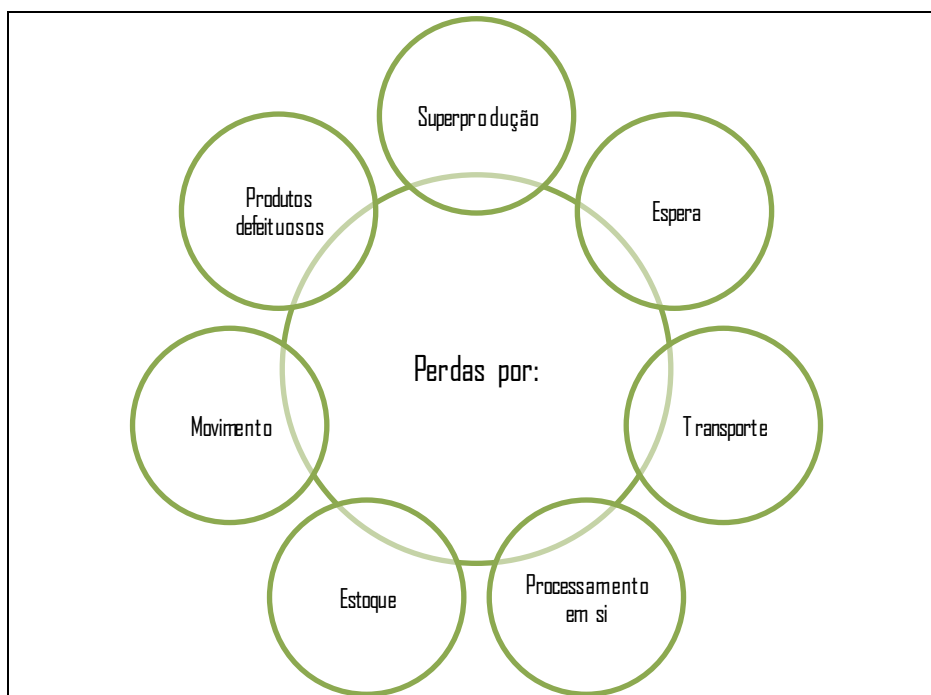 Perdas por:
Superprodução
Espera
Transporte
Processamento
em si
Estoque
Movimento
Produtos
defeituosos